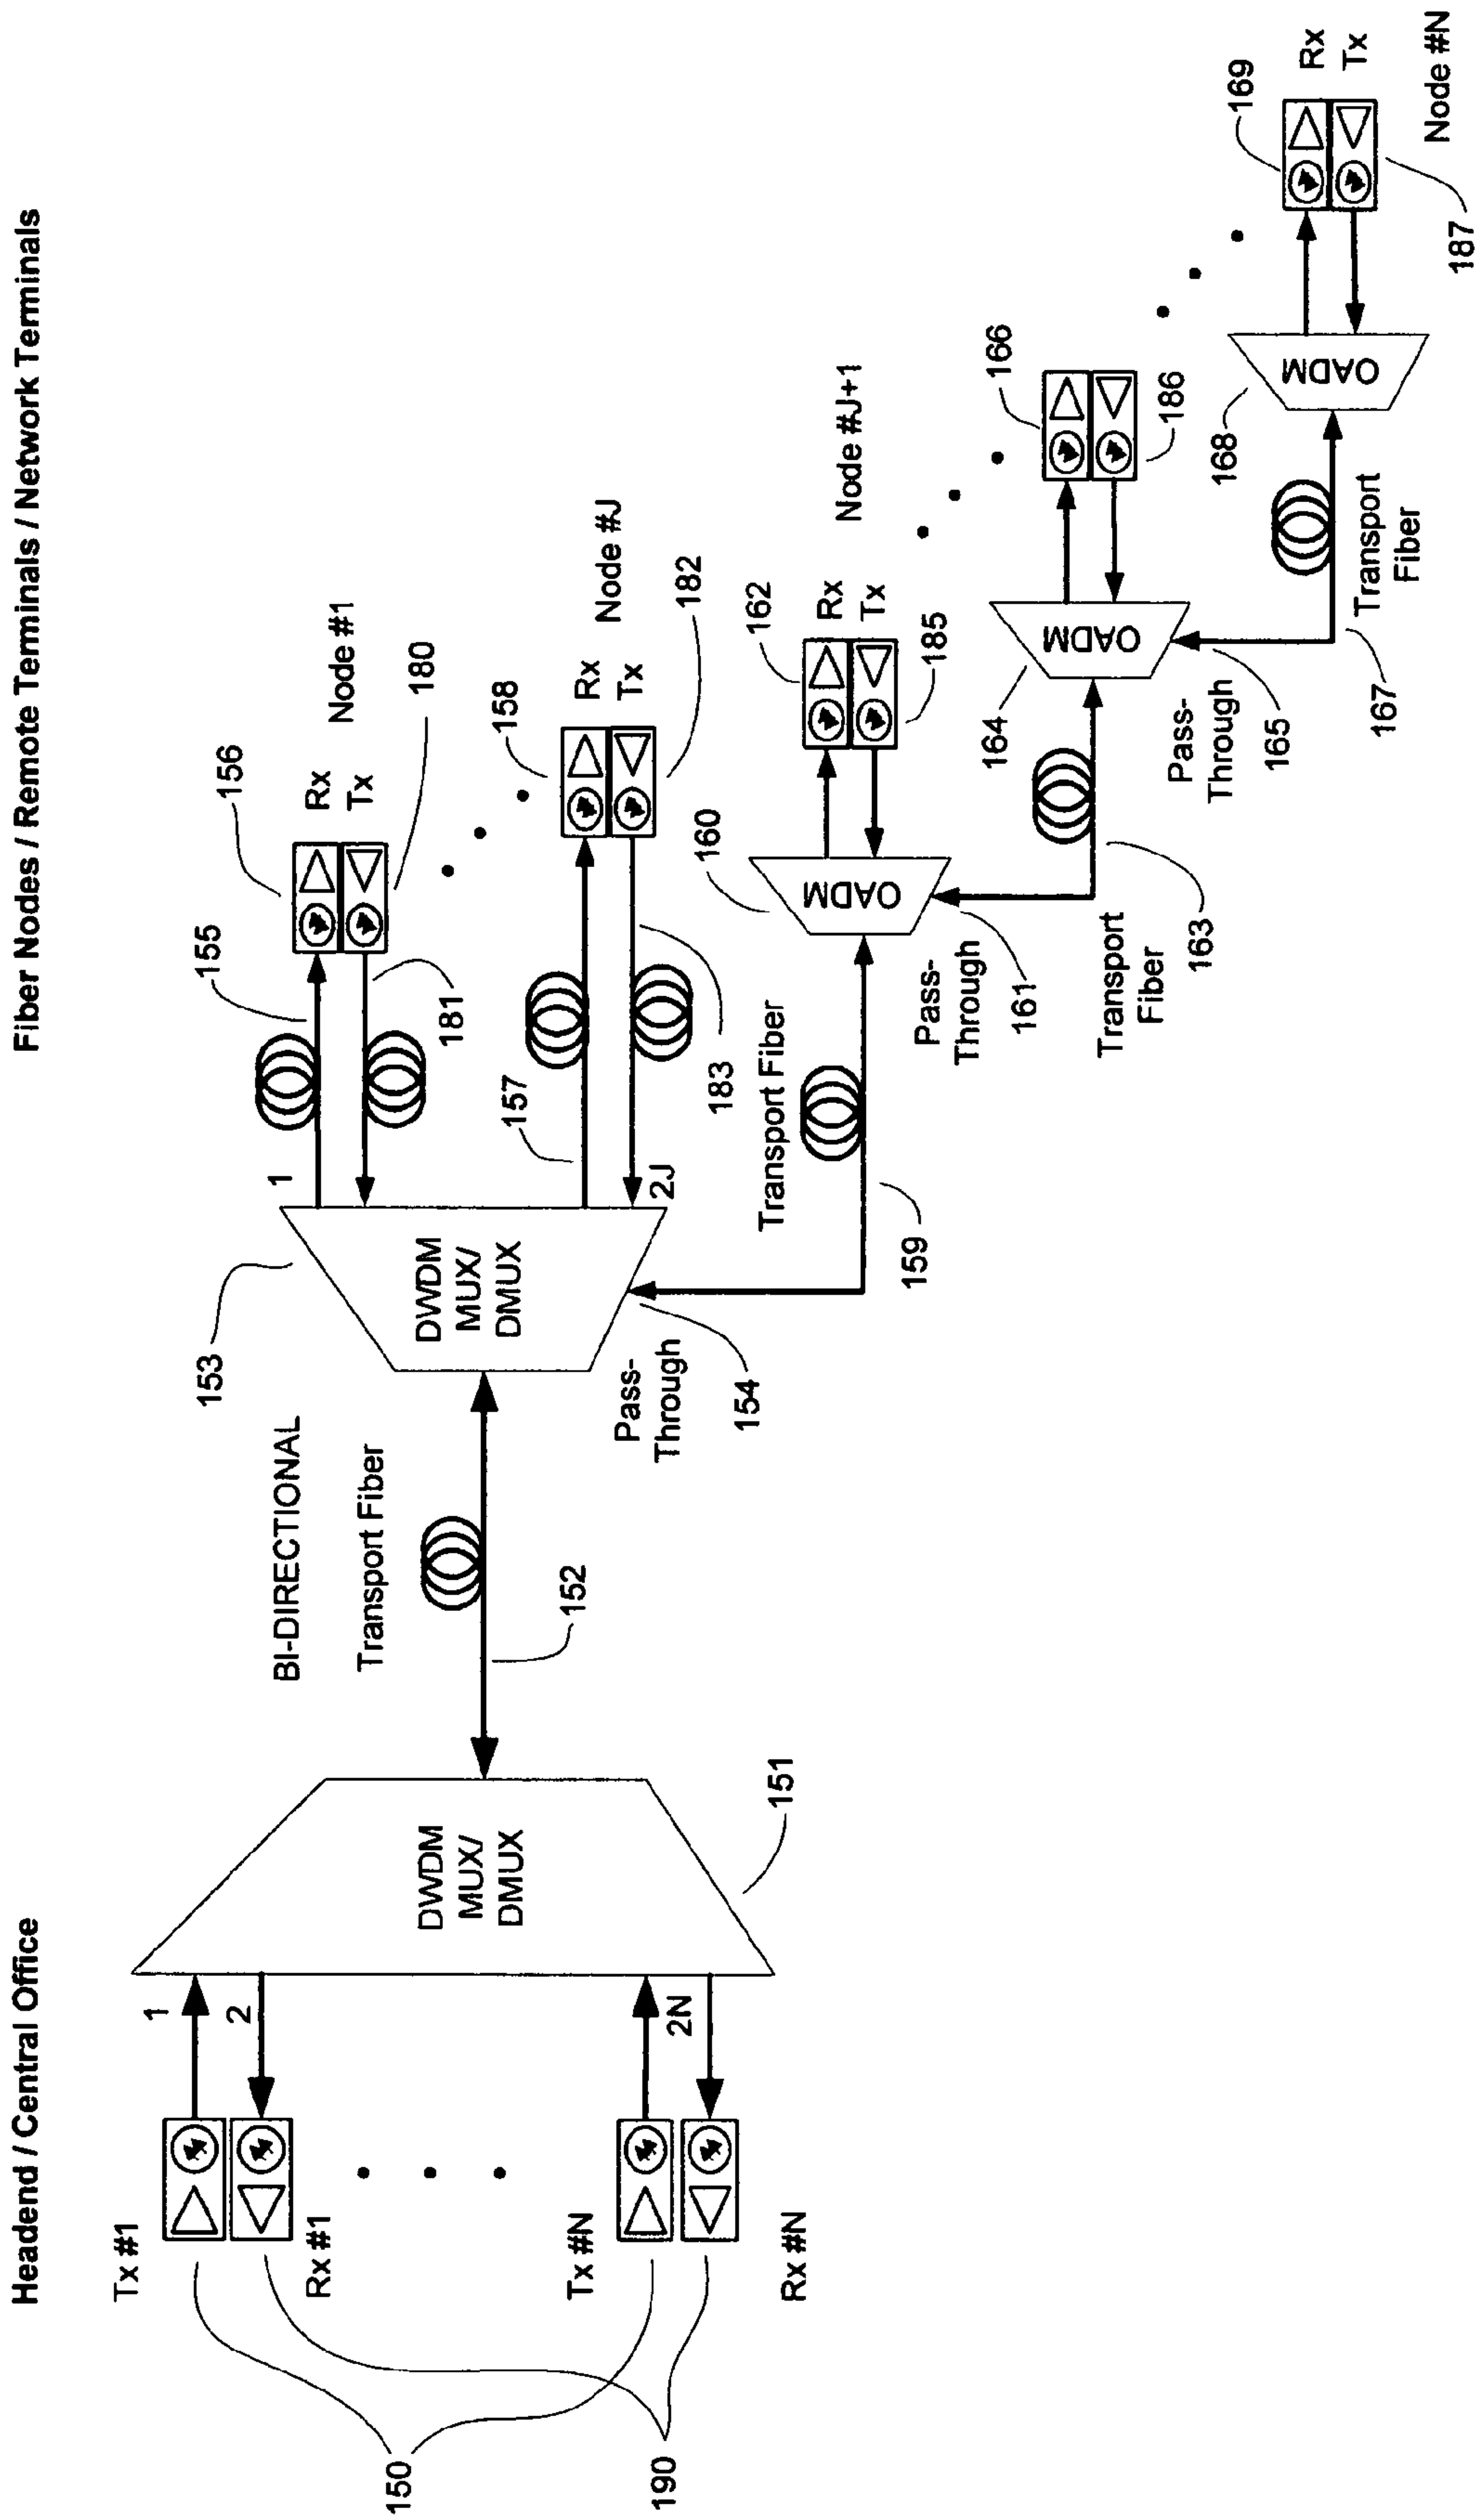 Headend / Central Office
Fiber Nodes / Remote Terminals / Network Terminals
Tx #1
1
2
Rx #1
Tx #N
2N
Rx #N
150
190
DWDM
MUX/
DMUX
151
BI-DIRECTIONAL
Transport Fiber
152
153
DWDM
MUX/
DMUX
Pass-
Through
154
1
155
156
Rx
Tx
Node #1
180
181
157
158
Rx
Tx
Node #J
182
183
2J
Transport Fiber
159
160
OADM
Pass-
Through
161
162
Rx
Tx
Node #J+1
185
Transport
Fiber
163
164
OADM
Pass-
Through
165
166
186
Transport
Fiber
167
168
OADM
169
Rx
Tx
Node #N
187